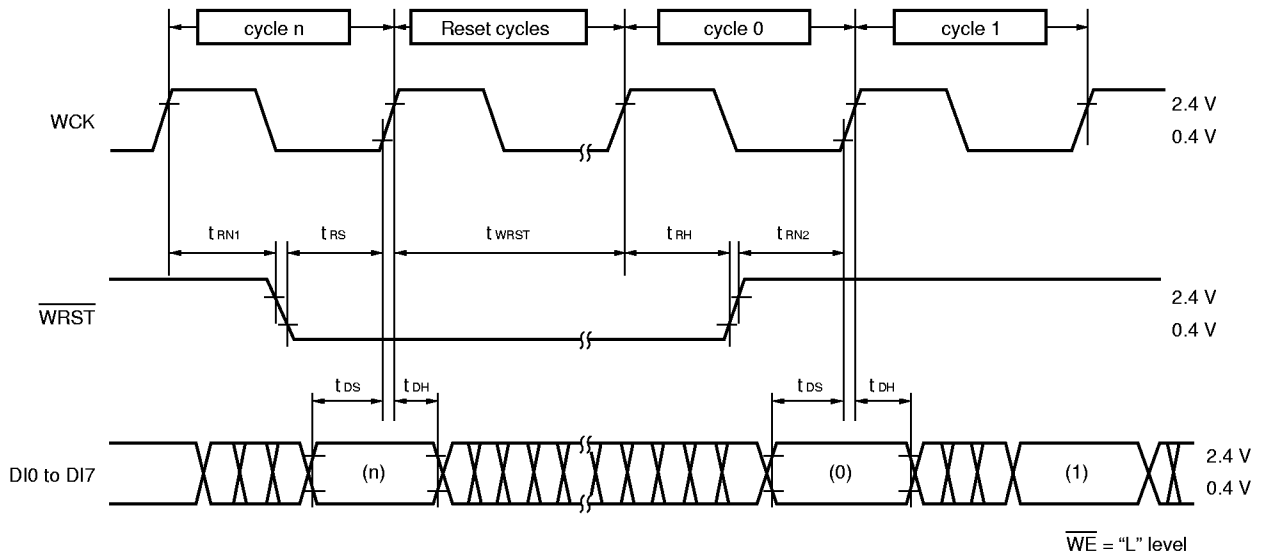 cycle n
Reset cycles
cycle 0
cycle 1
WCK
2.4 V
0.4 V
tRN1
tRS
tWRST
tRH
tRN2
WRST
2.4 V
0.4 V
tDS
tDH
tDS
tDH
DI0 to DI7
(n)
(0)
(1)
2.4 V
0.4 V
WE = “L” level